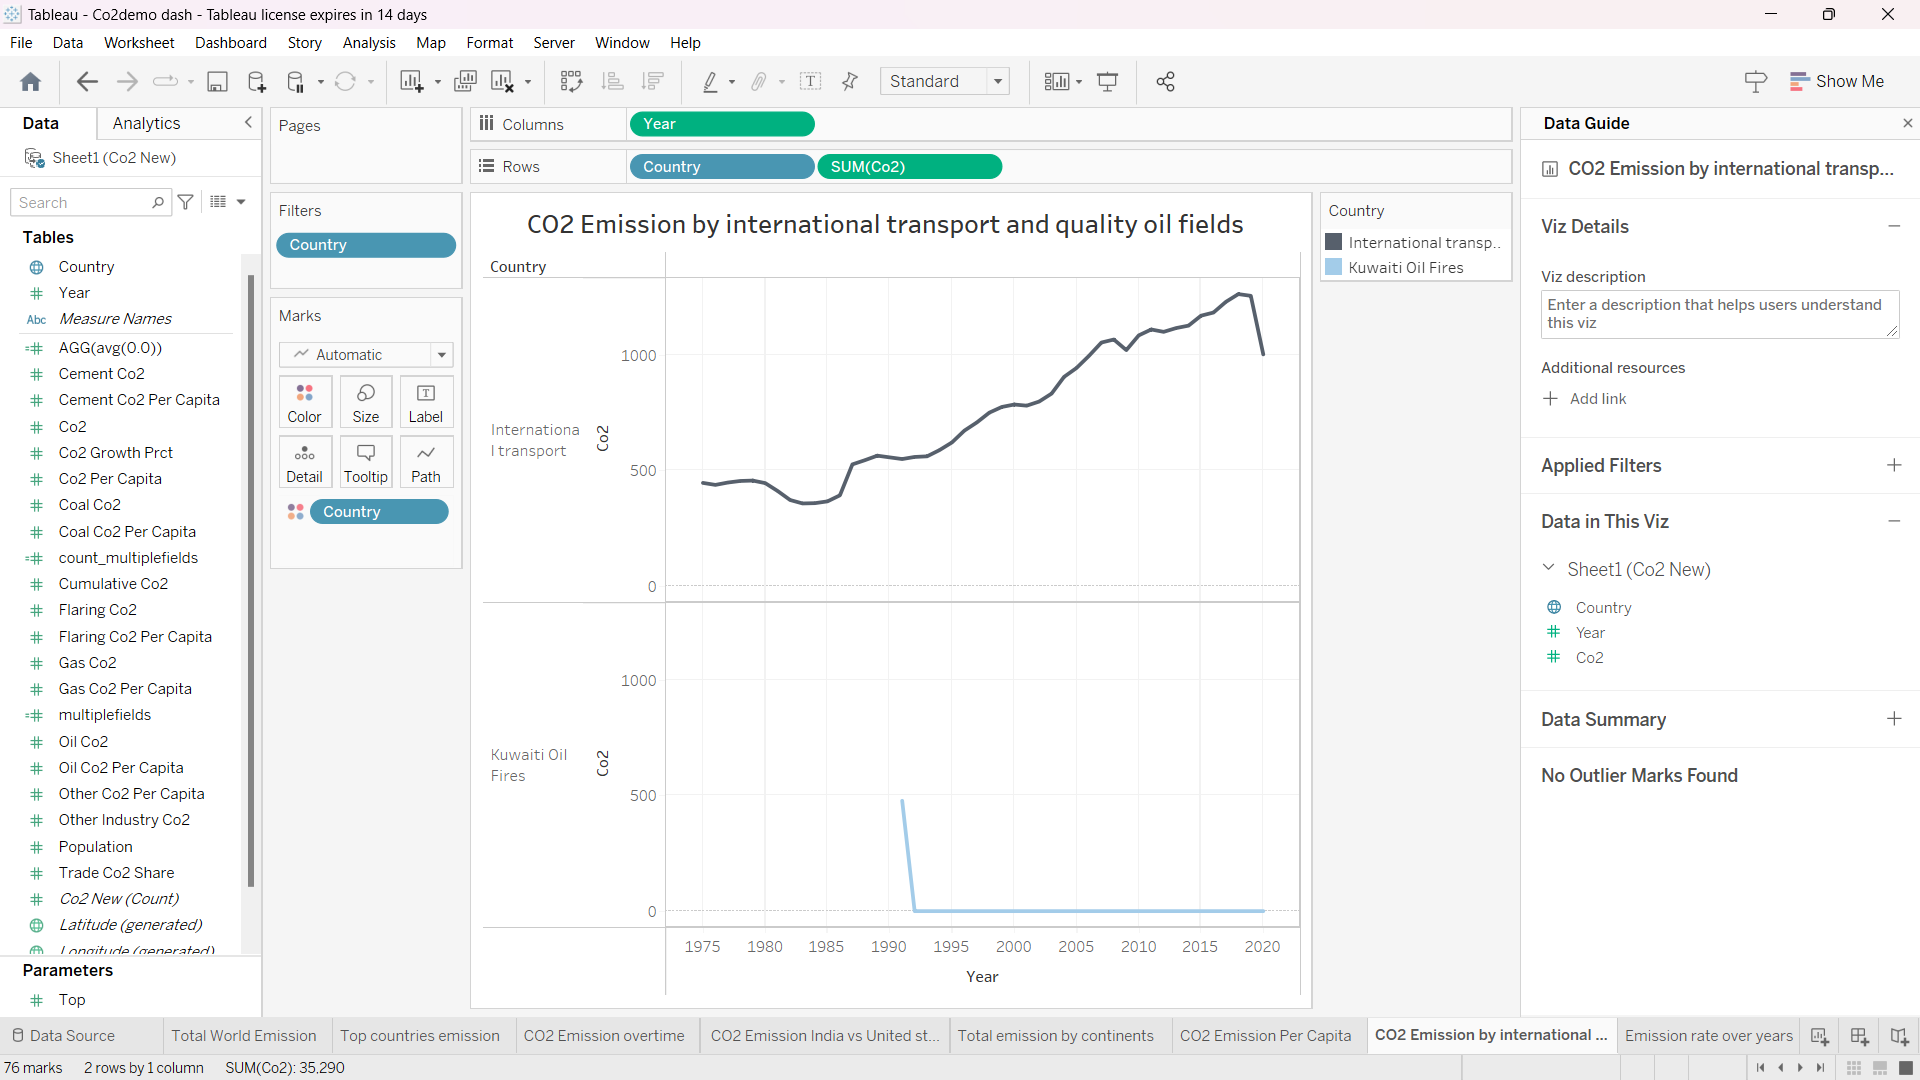 Tableau - Co2demo dash - Tableau license expires in 14 days
File Data Worksheet Dashboard Story Analysis Map Format Server Window Help
Standard
Show Me
Data Analytics
Sheet1 (Co2 New)
Search
Tables
Country
Year
Abc Measure Names
AGG(avg(0.0))
Cement Co2
Cement Co2 Per Capita
Co2
Co2 Growth Prct
Co2 Per Capita
Coal Co2
Coal Co2 Per Capita
count_multiplefields
Cumulative Co2
Flaring Co2
Flaring Co2 Per Capita
Gas Co2
Gas Co2 Per Capita
multiplefields
Oil Co2
Oil Co2 Per Capita
Other Co2 Per Capita
Other Industry Co2
Population
Trade Co2 Share
Co2 New (Count)
Latitude (generated)
Longitude (generated)
Parameters
Top
Pages
Filters
Country
Marks
Automatic
Color Size Label
Detail Tooltip Path
Country
Columns Year
Rows Country SUM(Co2)
CO2 Emission by international transport and quality oil fields
Country
Internationa
l transport
Co2
1000
500
0
Kuwaiti Oil
Fires
Co2
1000
500
0
1975 1980 1985 1990 1995 2000 2005 2010 2015 2020
Year
Country
International transp..
Kuwaiti Oil Fires
Data Guide
CO2 Emission by international transp...
Viz Details
Viz description
Enter a description that helps users understand
this viz
Additional resources
Add link
Applied Filters
Data in This Viz
Sheet1 (Co2 New)
Country
Year
Co2
Data Summary
No Outlier Marks Found
Data Source Total World Emission Top countries emission CO2 Emission overtime CO2 Emission India vs United st... Total emission by continents CO2 Emission Per Capita CO2 Emission by international ... Emission rate over years
76 marks 2 rows by 1 column SUM(Co2): 35,290